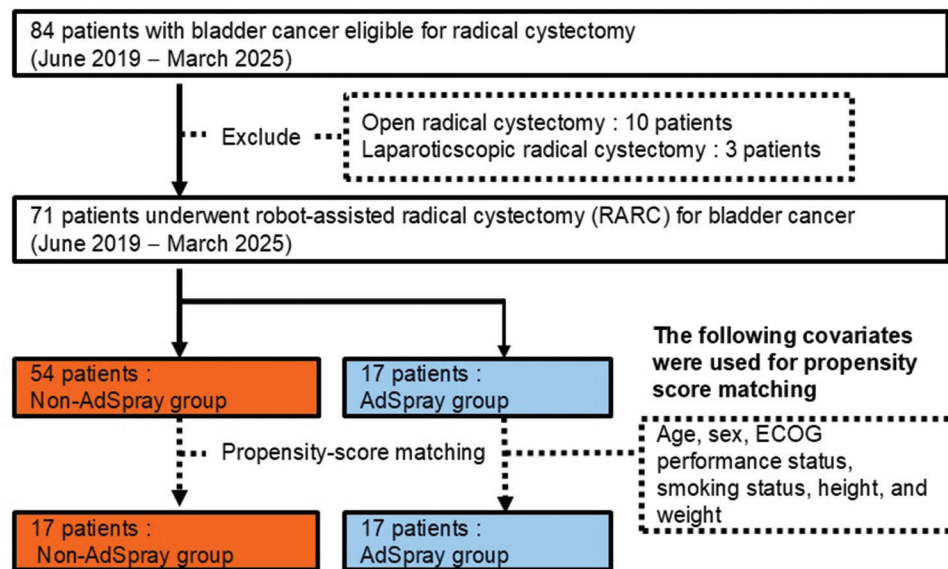 84 patients with bladder cancer eligible for radical cystectomy
(June 2019 – March 2025)
Exclude
Open radical cystectomy : 10 patients
Laparoticscopic radical cystectomy : 3 patients
71 patients underwent robot-assisted radical cystectomy (RARC) for bladder cancer
(June 2019 – March 2025)
The following covariates
were used for propensity
score matching
54 patients :
Non-AdSpray group
17 patients :
AdSpray group
Propensity-score matching
Age, sex, ECOG
performance status,
smoking status, height, and
weight
17 patients :
Non-AdSpray group
17 patients :
AdSpray group